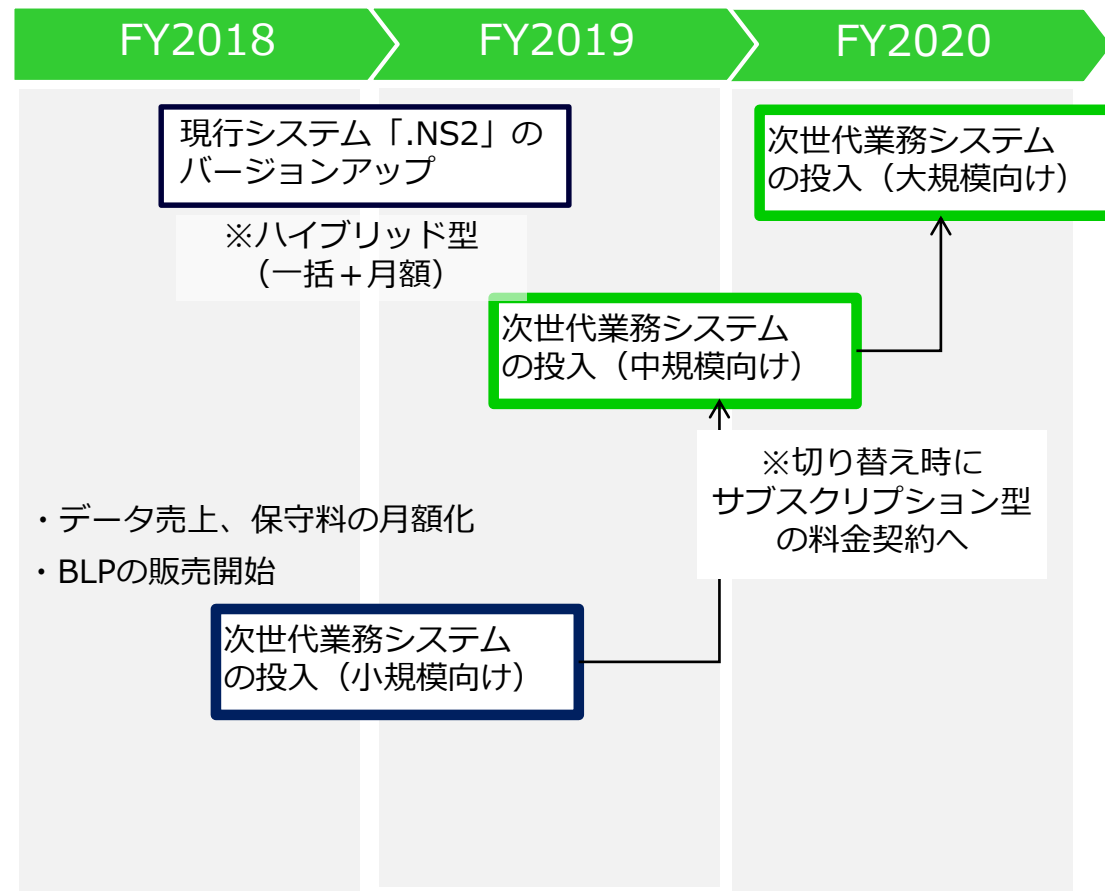 FY2018
FY2019
FY2020
現行システム「.NS2」の
バージョンアップ
※ハイブリッド型
（一括＋月額）
次世代業務システム
の投入（大規模向け）
次世代業務システム
の投入（中規模向け）
※切り替え時に
サブスクリプション型
の料金契約へ
・データ売上、保守料の月額化
・BLPの販売開始
次世代業務システム
の投入（小規模向け）